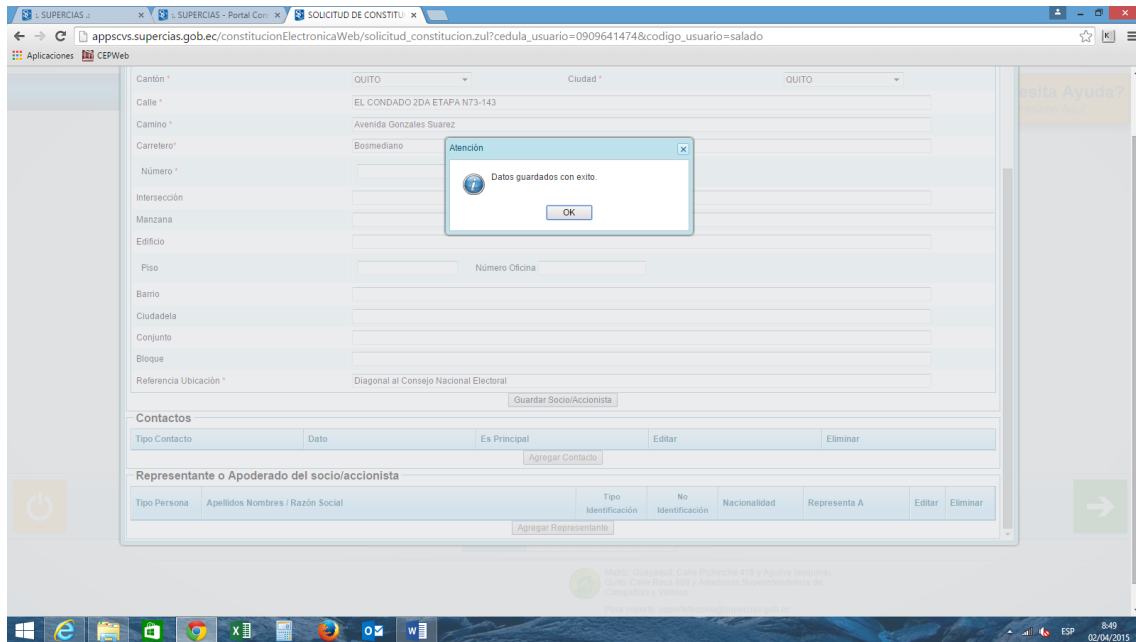 :. SUPERCIAS .:
:. SUPERCIAS - Portal Con
SOLICITUD DE CONSTITU
appscvs.supercias.gob.ec/constitucionElectronicaWeb/solicitud_constitucion.zul?cedula_usuario=0909641474&codigo_usuario=salado
Aplicaciones CEPWeb
Cantón * QUITO Ciudad * QUITO
esita Ayuda?
Calle * EL CONDADO 2DA ETAPA N73-143
Camino * Avenida Gonzales Suarez
Carretero* Bosmediano
Atención
Número *
Datos guardados con exito.
OK
Intersección
Manzana
Edificio
Piso Número Oficina
Barrio
Ciudadela
Conjunto
Bloque
Referencia Ubicación * Diagonal al Consejo Nacional Electoral
Guardar Socio/Accionista
Contactos
Tipo Contacto Dato Es Principal Editar Eliminar
Agregar Contacto
Representante o Apoderado del socio/accionista
Tipo Persona Apellidos Nombres / Razón Social Tipo Identificación No Identificación Nacionalidad Representa A Editar Eliminar
Agregar Representante
ESP
8:49
02/04/2015